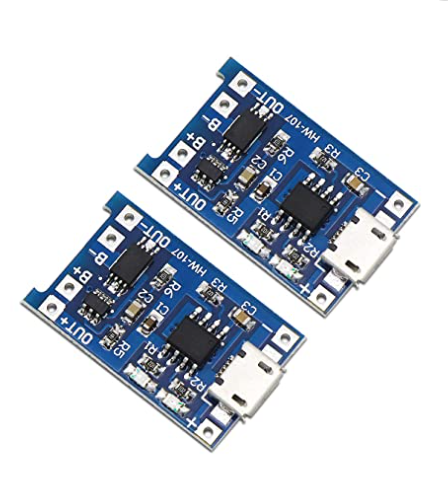 OUT-
B-
B+
OUT+
HW-107
R6
C2
C1
R5
R3
C3
R1
R2
-
+
OUT-
B-
B+
OUT+
HW-107
R6
C2
C1
R5
R3
C3
R1
R2
-
+